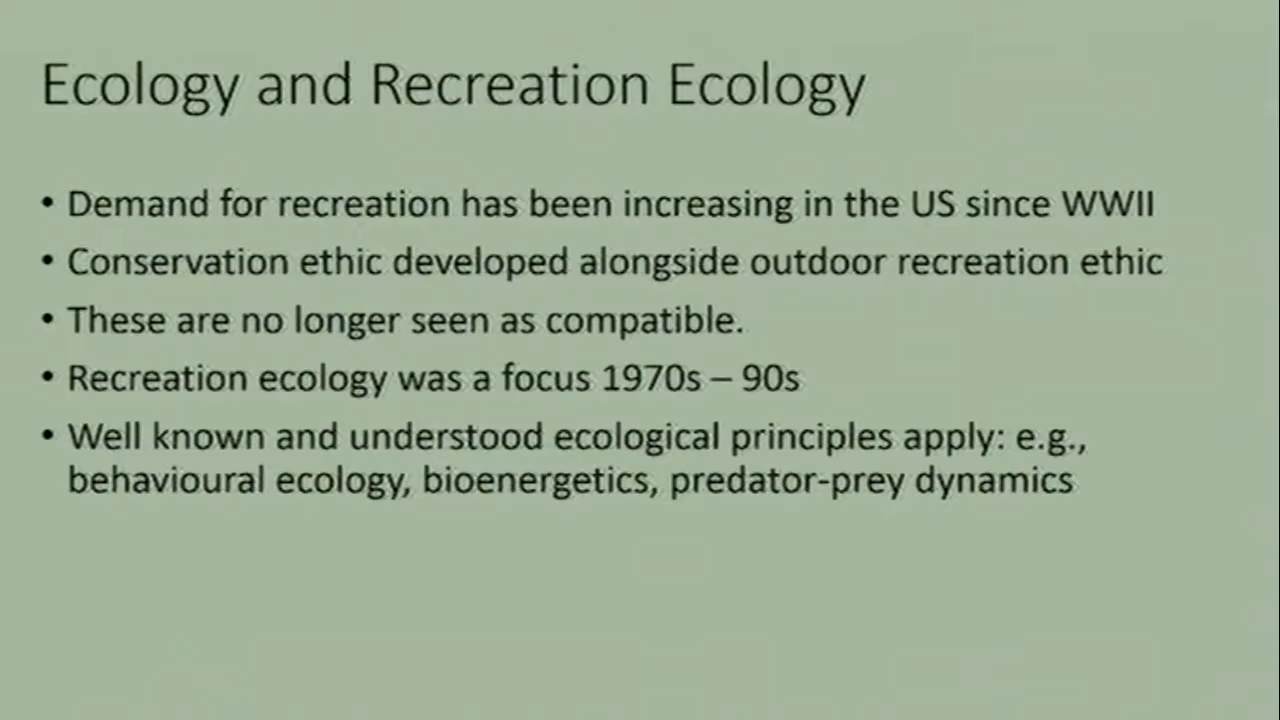 Ecology and Recreation Ecology
• Demand for recreation has been increasing in the US since WWII
• Conservation ethic developed alongside outdoor recreation ethic
• These are no longer seen as compatible.
• Recreation ecology was a focus 1970s – 90s
• Well known and understood ecological principles apply: e.g.,
behavioural ecology, bioenergetics, predator-prey dynamics